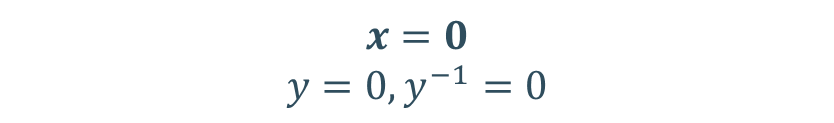 x = 0
y = 0, y⁻¹ = 0